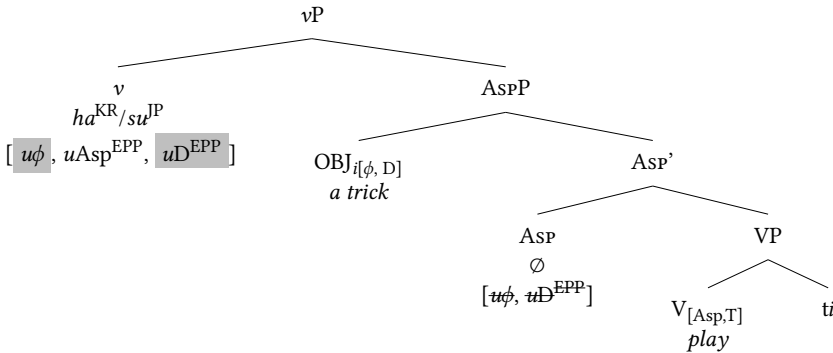 vP
v
AspP
ha^KR/su^JP
[ uϕ , uAsp^EPP, uD^EPP ]
OBJ_i[ϕ, D]
Asp’
a trick
Asp
VP
∅
[uϕ, uD^EPP]
V_[Asp,T]
ti
play